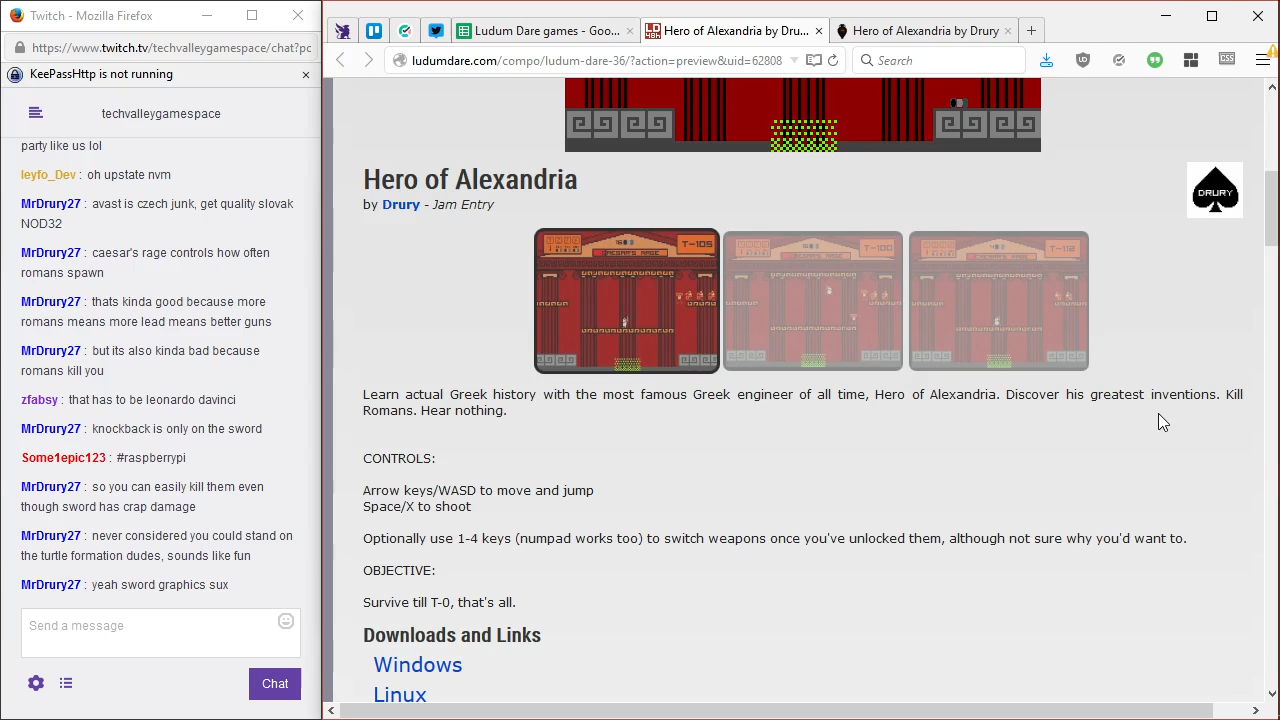 Twitch - Mozilla Firefox
https://www.twitch.tv/techvalleygamespace/chat?pc
KeePassHttp is not running
techvalleygamespace
leyfo_Dev : oh upstate nvm
MrDrury27 : avast is czech junk, get quality slovak
NOD32
MrDrury27 : caesar's rage controls how often
romans spawn
MrDrury27 : thats kinda good because more
romans means more lead means better guns
MrDrury27 : but its also kinda bad because
romans kill you
zfabsy : that has to be leonardo davinci
MrDrury27 : knockback is only on the sword
Some1epic123 : #raspberrypi
MrDrury27 : so you can easily kill them even
though sword has crap damage
MrDrury27 : never considered you could stand on
the turtle formation dudes, sounds like fun
MrDrury27 : yeah sword graphics sux
Send a message
Chat
Ludum Dare games - Goo...
Hero of Alexandria by Dru...
Hero of Alexandria by Drury
ludumdare.com/compo/ludum-dare-36/?action=preview&uid=62808
Search
CSS
Hero of Alexandria
by Drury - Jam Entry
DRURY
T-105
CAESAR'S RAGE
T-100
CAESAR'S RAGE
T-112
CAESAR'S RAGE
Learn actual Greek history with the most famous Greek engineer of all time, Hero of Alexandria. Discover his greatest inventions. Kill
Romans. Hear nothing.
CONTROLS:
Arrow keys/WASD to move and jump
Space/X to shoot
Optionally use 1-4 keys (numpad works too) to switch weapons once you've unlocked them, although not sure why you'd want to.
OBJECTIVE:
Survive till T-0, that's all.
Downloads and Links
Windows
Linux